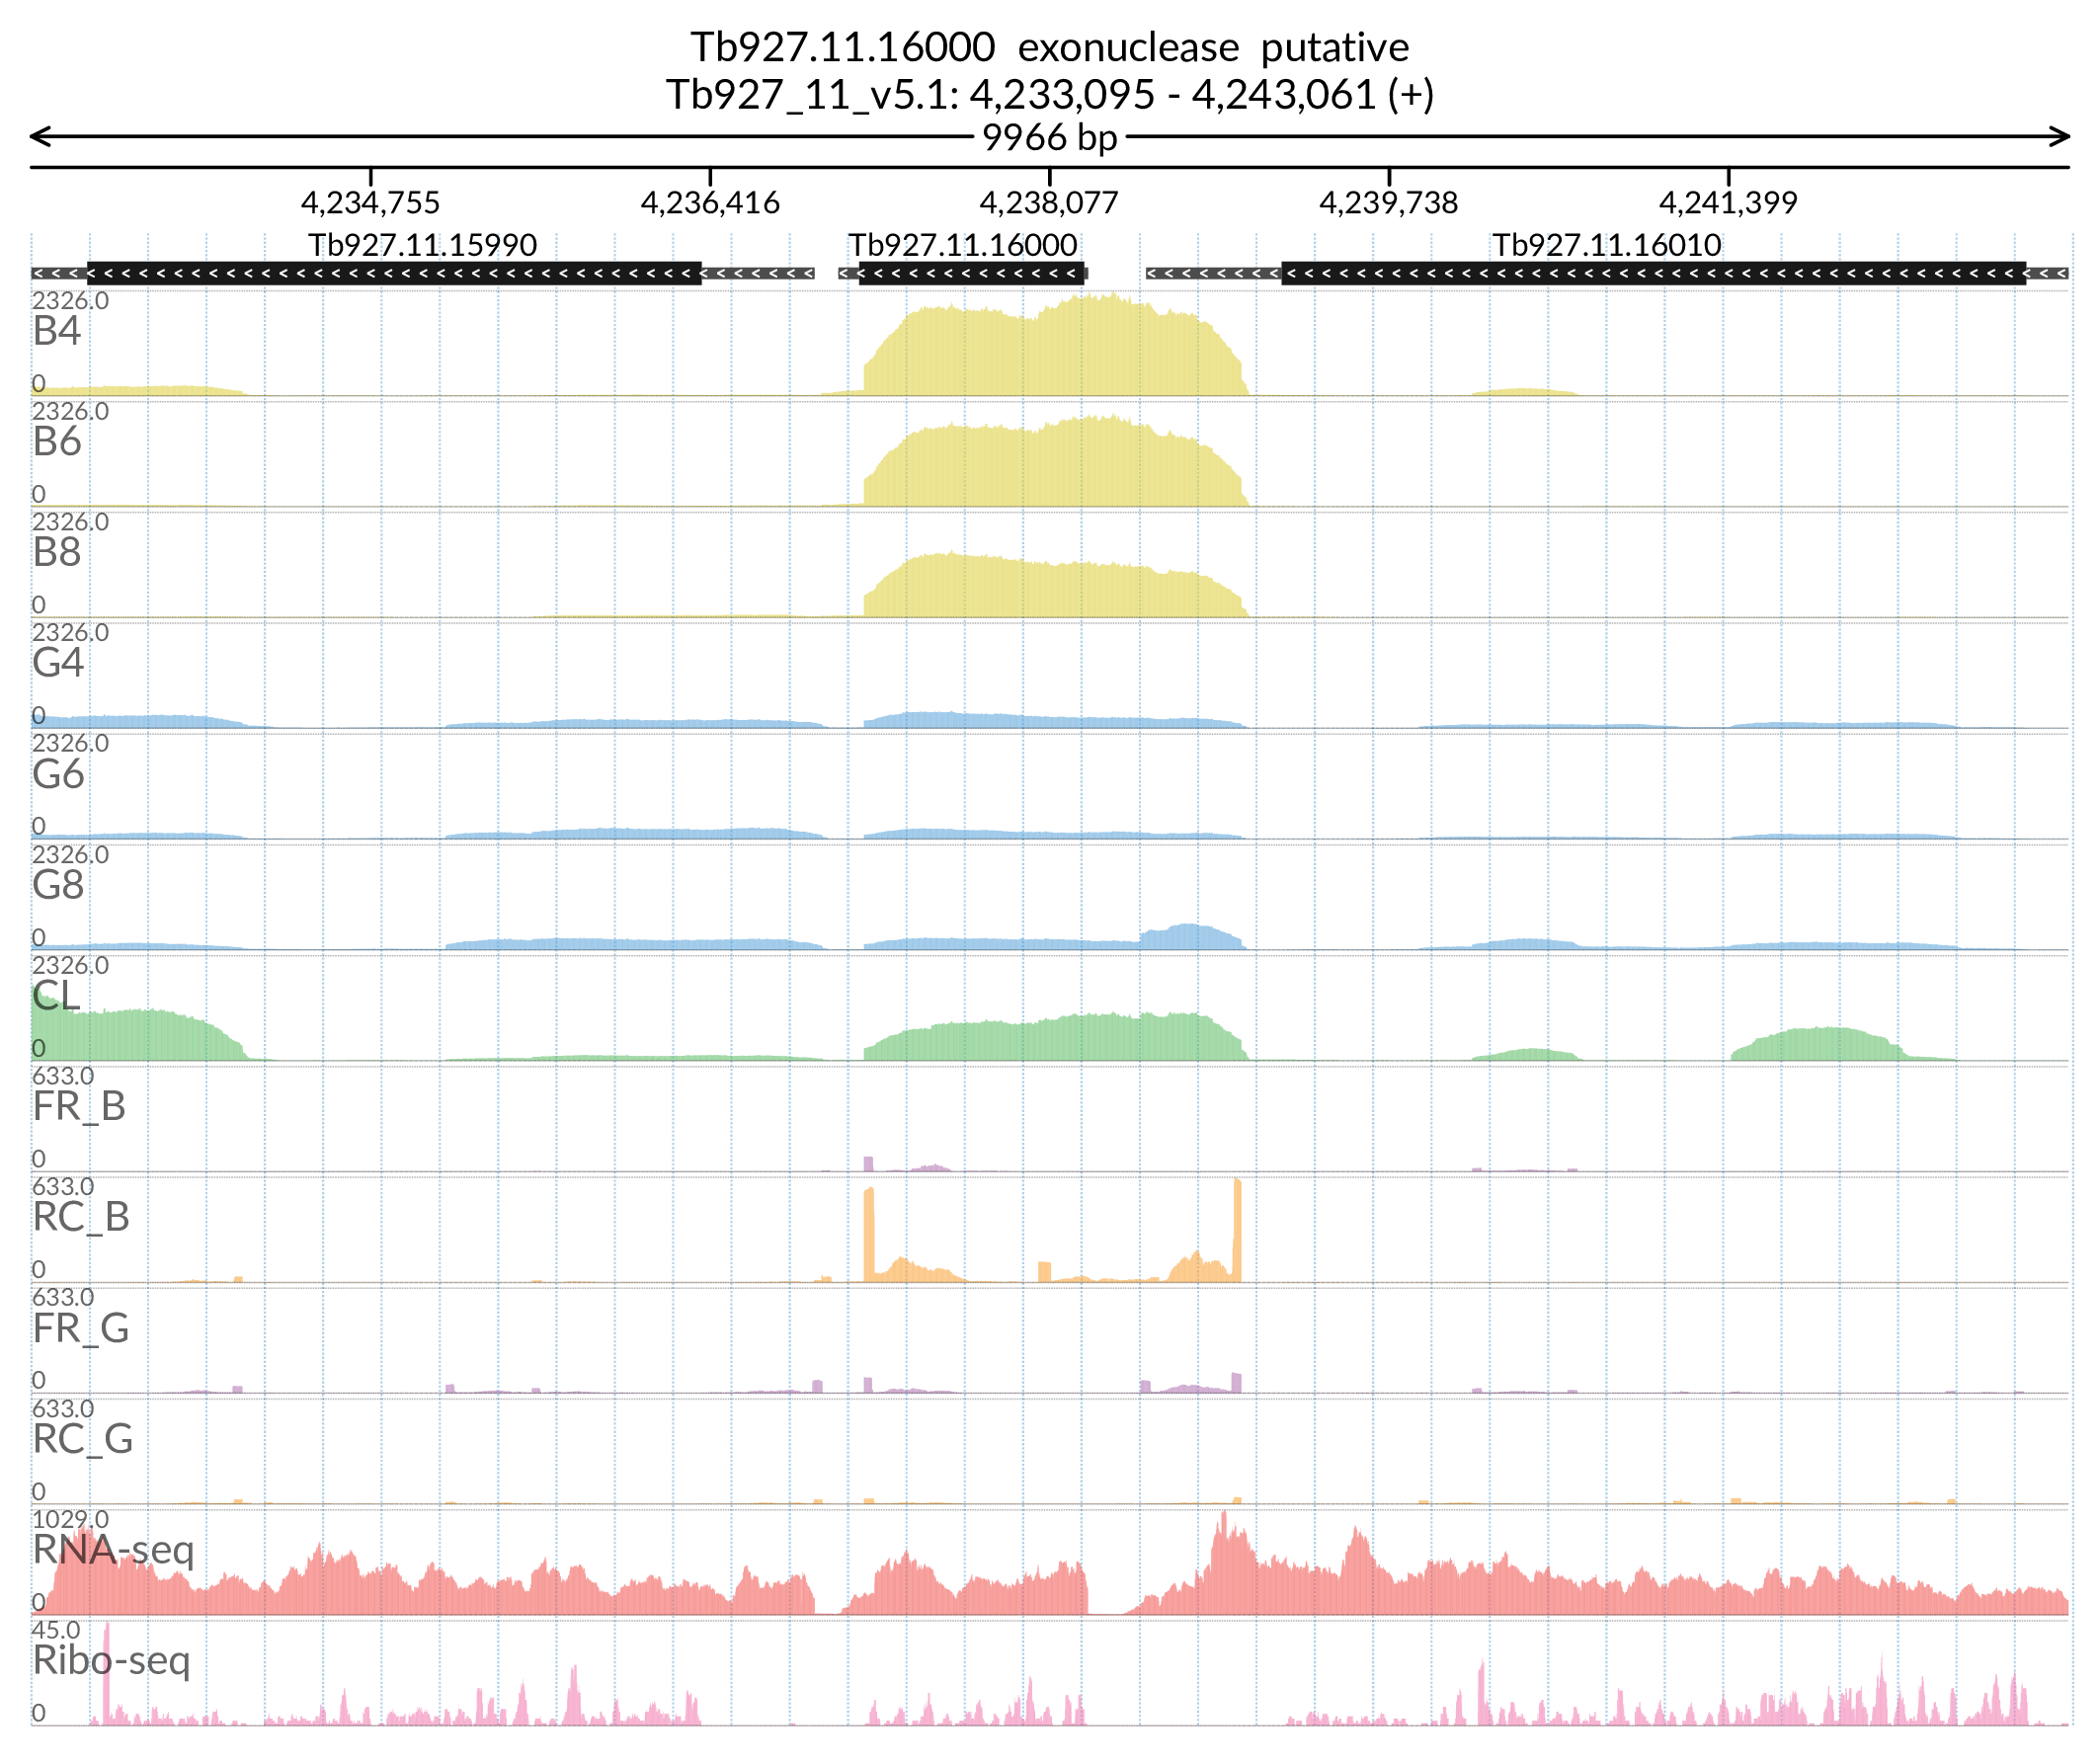 Tb927.11.16000 exonuclease putative
Tb927_11_v5.1: 4,233,095 - 4,243,061 (+)
9966 bp
4,234,755 4,236,416 4,238,077 4,239,738 4,241,399
Tb927.11.15990 Tb927.11.16000 Tb927.11.16010
2326.0
B4
0
2326.0
B6
0
2326.0
B8
0
2326.0
G4
0
2326.0
G6
0
2326.0
G8
0
2326.0
CL
0
633.0
FR_B
0
633.0
RC_B
0
633.0
FR_G
0
633.0
RC_G
0
1029.0
RNA-seq
0
45.0
Ribo-seq
0